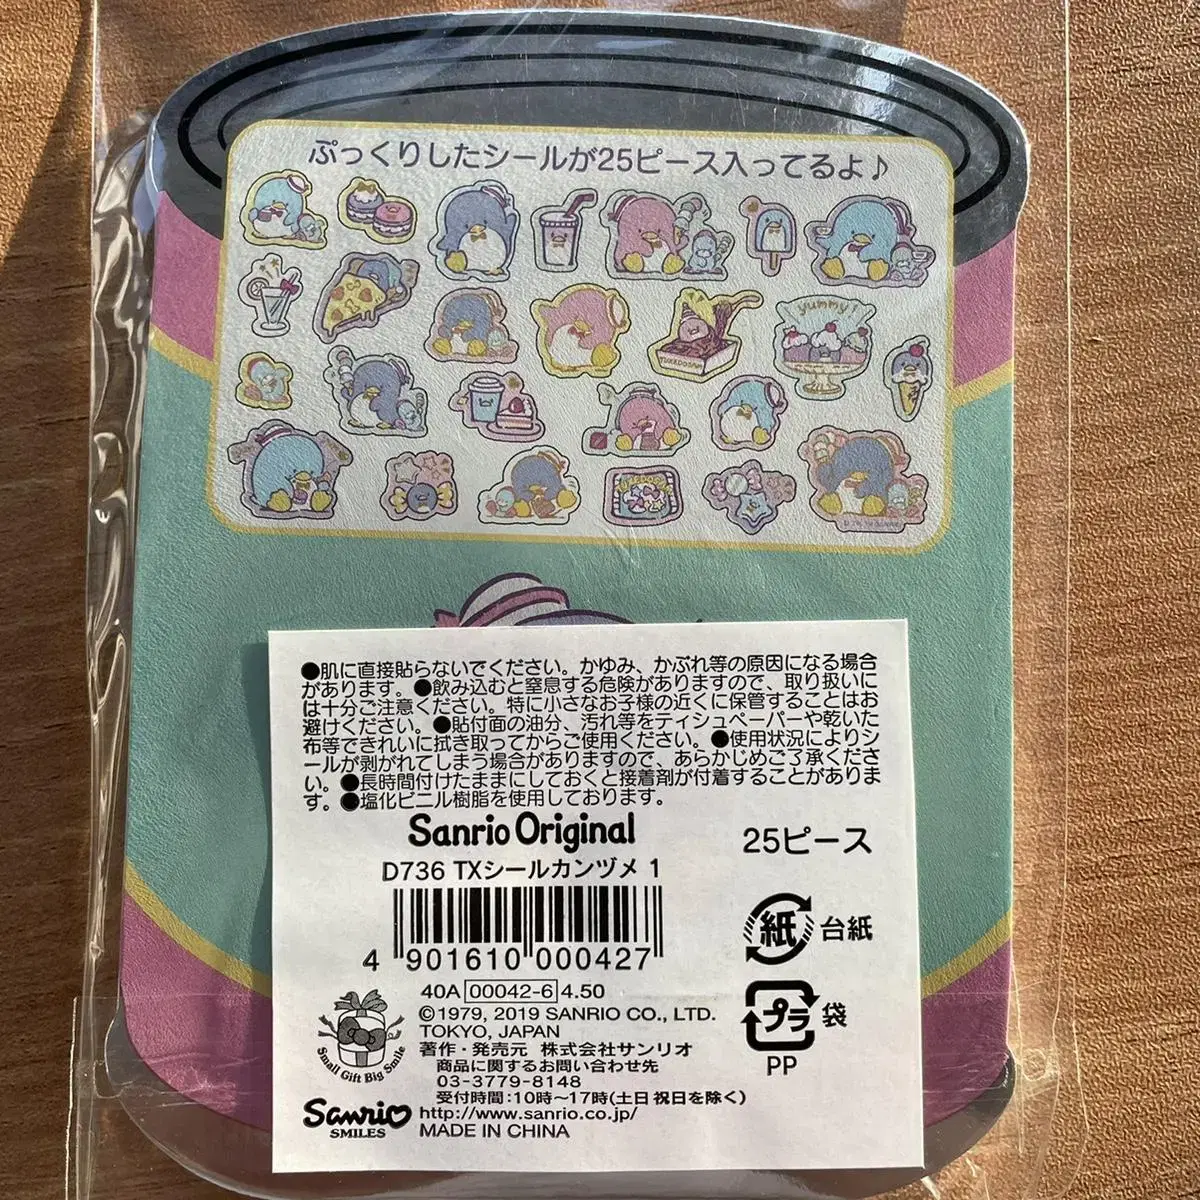 ぷっくりしたシールが25ピース入ってるよ♪
yummy!
TUXEDOSAM
TUXEDOSAM
●肌に直接貼らないでください。かゆみ、かぶれ等の原因になる場合
があります。●飲み込むと窒息する危険がありますので、取り扱いに
は十分ご注意ください。特に小さなお子様の近くに保管することはお
避けください。●貼付面の油分、汚れ等をティシュペーパーや乾いた
布等できれいに拭き取ってからご使用ください。●使用状況によりシ
ールが剥がれてしまう場合がありますので、あらかじめご了承くださ
い。●長時間付けたままにしておくと接着剤が付着することがありま
す。●塩化ビニル樹脂を使用しております。
Sanrio Original
25ピース
D736 TXシールカンヅメ 1
4 901610 000427
紙 台紙
プラ 袋
PP
40A 00042-6 4.50
©1979, 2019 SANRIO CO., LTD.
TOKYO, JAPAN
著作・発売元 株式会社サンリオ
商品に関するお問い合わせ先
03-3779-8148
受付時間:10時〜17時(土日祝日を除く)
Small Gift Big Smile
Sanrio
SMILES
http://www.sanrio.co.jp/
MADE IN CHINA